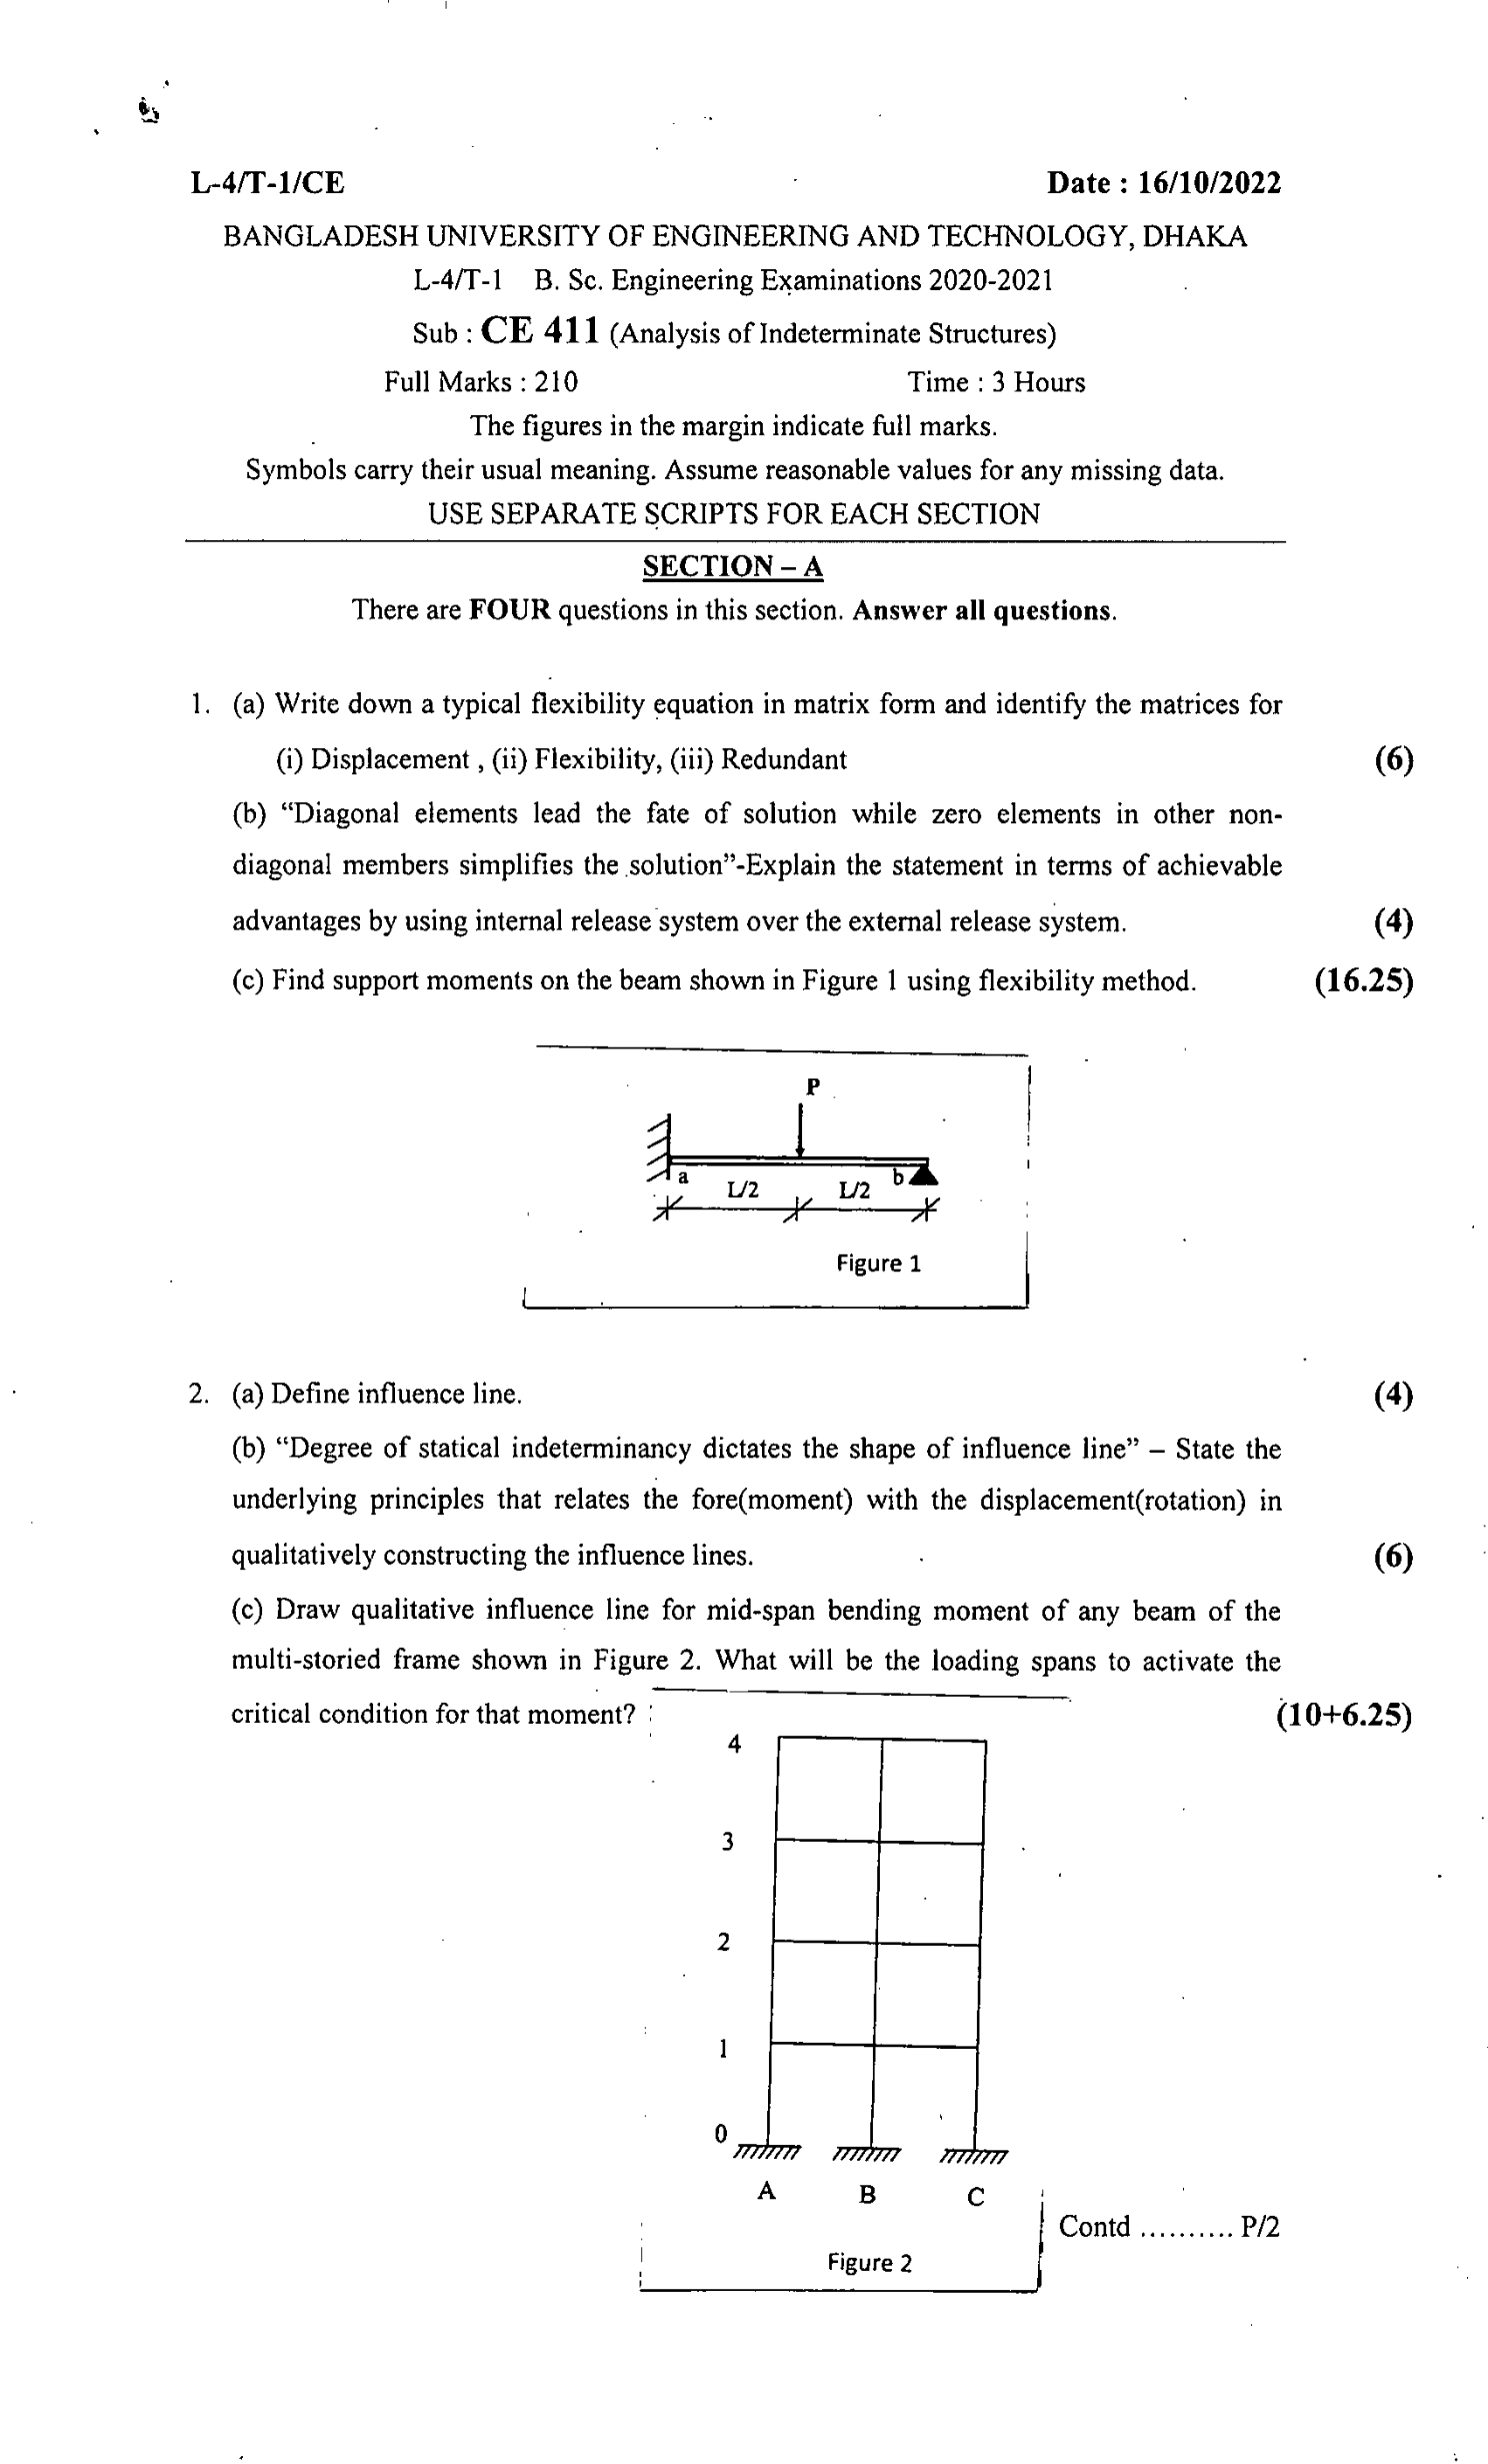 L-4/T-1/CE Date : 16/10/2022
BANGLADESH UNIVERSITY OF ENGINEERING AND TECHNOLOGY, DHAKA
L-4/T-1 B. Sc. Engineering Examinations 2020-2021
Sub : CE 411 (Analysis of Indeterminate Structures)
Full Marks : 210 Time : 3 Hours
The figures in the margin indicate full marks.
Symbols carry their usual meaning. Assume reasonable values for any missing data.
USE SEPARATE SCRIPTS FOR EACH SECTION
SECTION – A
There are FOUR questions in this section. Answer all questions.
1. (a) Write down a typical flexibility equation in matrix form and identify the matrices for
(i) Displacement , (ii) Flexibility, (iii) Redundant (6)
(b) “Diagonal elements lead the fate of solution while zero elements in other non-
diagonal members simplifies the solution”-Explain the statement in terms of achievable
advantages by using internal release system over the external release system. (4)
(c) Find support moments on the beam shown in Figure 1 using flexibility method. (16.25)
P
a b
L/2 L/2
Figure 1
2. (a) Define influence line. (4)
(b) “Degree of statical indeterminancy dictates the shape of influence line” – State the
underlying principles that relates the fore(moment) with the displacement(rotation) in
qualitatively constructing the influence lines. (6)
(c) Draw qualitative influence line for mid-span bending moment of any beam of the
multi-storied frame shown in Figure 2. What will be the loading spans to activate the
critical condition for that moment? (10+6.25)
4
3
2
1
0
A B C
Contd .......... P/2
Figure 2